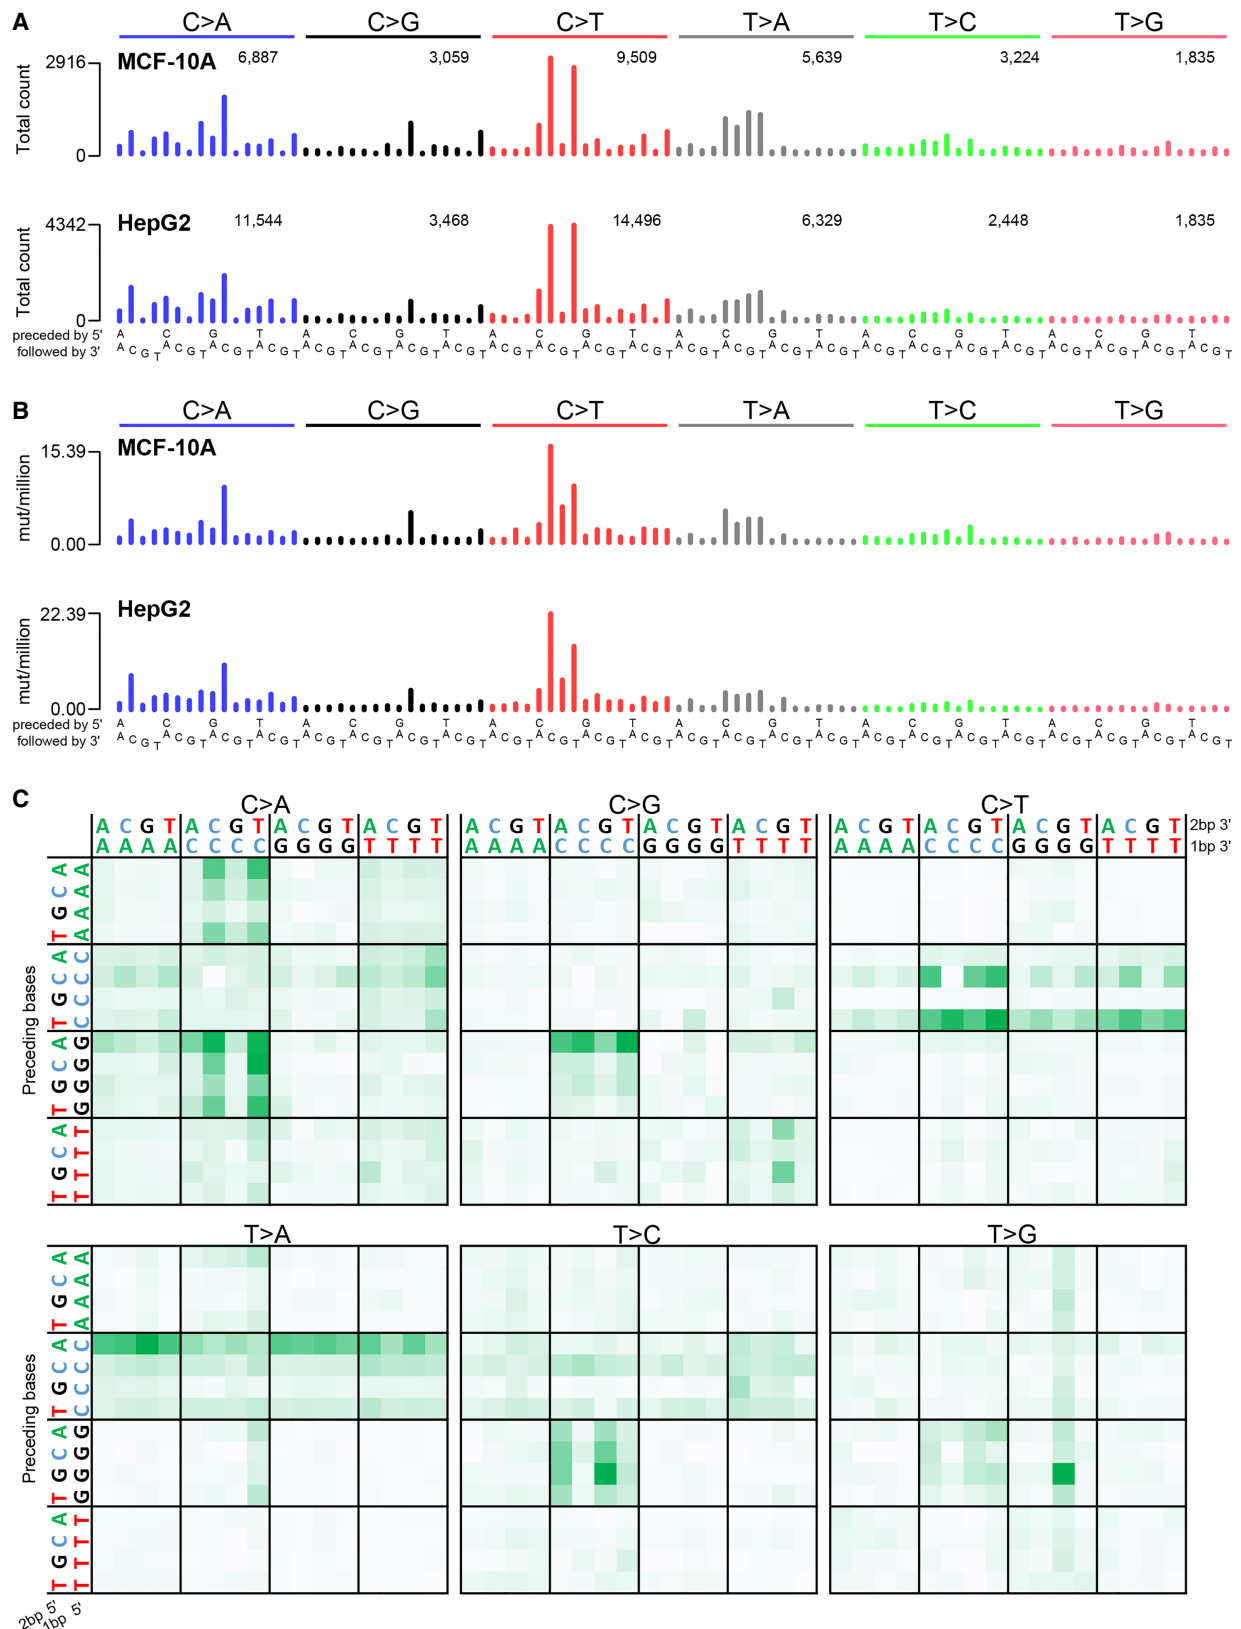 A
C>A C>G C>T T>A T>C T>G
MCF-10A 6,887 3,059 9,509 5,639 3,224 1,835
Total count
2916
0
HepG2 11,544 3,468 14,496 6,329 2,448 1,835
Total count
4342
0
preceded by 5' A C G T A C G T A C G T A C G T A C G T A C G T
followed by 3' A C G T A C G T A C G T A C G T A C G T A C G T A C G T A C G T A C G T A C G T A C G T A C G T A C G T A C G T A C G T A C G T A C G T A C G T A C G T A C G T A C G T A C G T A C G T A C G T
B
C>A C>G C>T T>A T>C T>G
MCF-10A
mut/million
15.39
0.00
HepG2
mut/million
22.39
0.00
preceded by 5' A C G T A C G T A C G T A C G T A C G T A C G T
followed by 3' A C G T A C G T A C G T A C G T A C G T A C G T A C G T A C G T A C G T A C G T A C G T A C G T A C G T A C G T A C G T A C G T A C G T A C G T A C G T A C G T A C G T A C G T A C G T A C G T
C
C>A C>G C>T
A C G T A C G T A C G T A C G T A C G T A C G T A C G T A C G T A C G T A C G T A C G T A C G T 2bp 3'
A A A A C C C C G G G G T T T T A A A A C C C C G G G G T T T T A A A A C C C C G G G G T T T T 1bp 3'
Preceding bases
A A
C A
G A
T A
A C
C C
G C
T C
A G
C G
G G
T G
A T
C T
G T
T T
T>A T>C T>G
Preceding bases
A A
C A
G A
T A
A C
C C
G C
T C
A G
C G
G G
T G
A T
C T
G T
T T
2bp 5'
1bp 5'